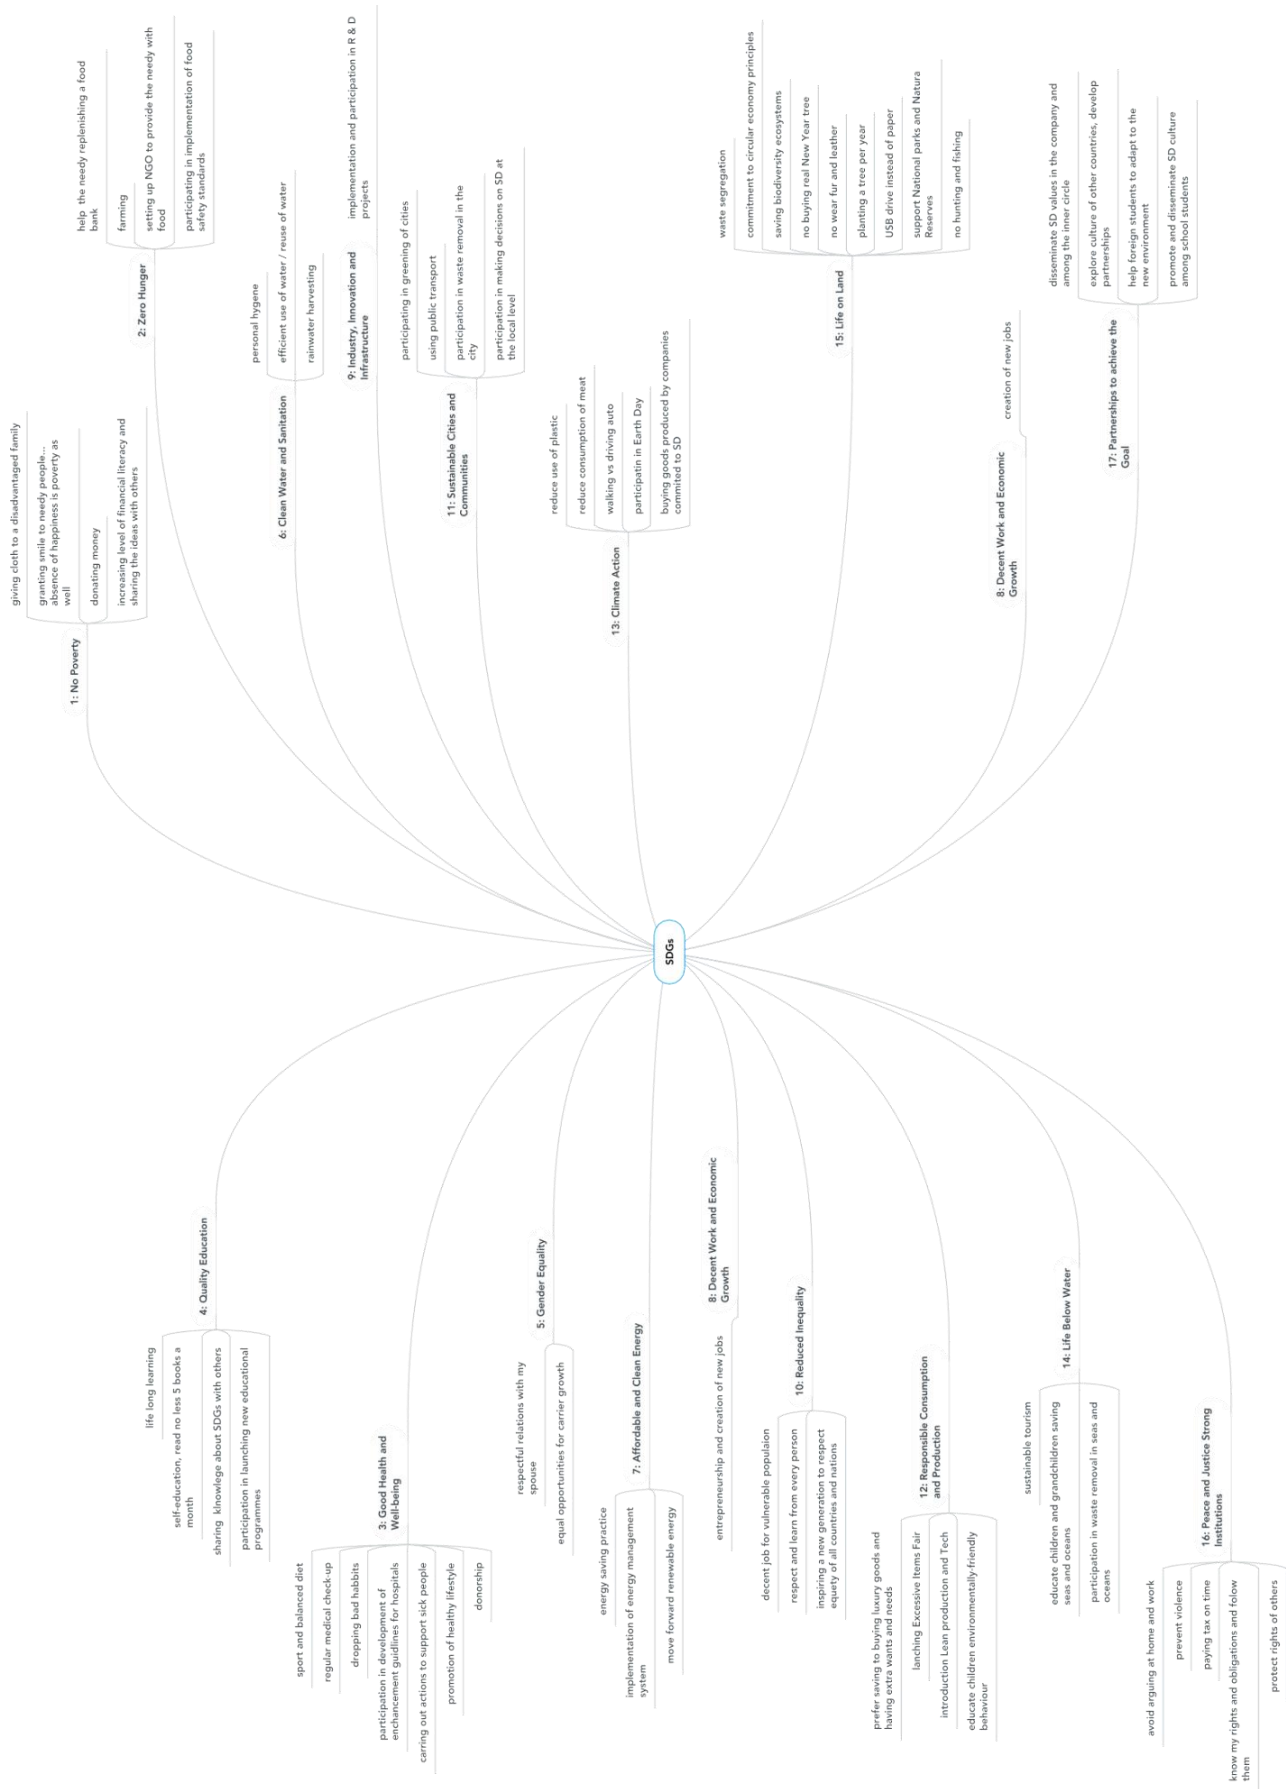 SDGs
1: No Poverty
giving cloth to a disadvantaged family
granting smile to needy people...
absence of happiness is poverty as
well
donating money
increasing level of financial literacy and
sharing the ideas with others
2: Zero Hunger
help  the needy replenishing a food
bank
farming
setting up NGO to provide the needy with
food
participating in implementation of food
safety standards
6: Clean Water and Sanitation
personal hygene
efficient use of water / reuse of water
rainwater harvesting
9: Industry, Innovation and
Infrastructure
implementation and participation in R & D
projects
11: Sustainable Cities and
Communities
participating in greening of cities
using public transport
participation in waste removal in the
city
participation in making decisions on SD at
the local level
13: Climate Action
reduce use of plastic
reduce consumption of meat
walking vs driving auto
participatin in Earth Day
buying goods produced by companies
commited to SD
15: Life on Land
waste segregation
commitment to circular economy principles
saving biodiversity ecosystems
no buying real New Year tree
no wear fur and leather
planting a tree per year
USB drive instead of paper
support National parks and Natura
Reserves
no hunting and fishing
8: Decent Work and Economic
Growth
creation of new jobs
17: Partnerships to achieve the
Goal
disseminate SD values in the company and
among the inner circle
explore culture of other countries, develop
partnerships
help foreign students to adapt to the
new environment
promote and disseminate SD culture
among school students
4: Quality Education
life long learning
self-education, read no less 5 books a
month
sharing  klnowlege about SDGs with others
participation in launching new educational
programmes
3: Good Health and
Well-being
sport and balanced diet
regular medical check-up
dropping bad habbits
participation in development of
enchancement guidlines for hospitals
carring out actions to support sick people
promotion of healthy lifestyle
donorship
5: Gender Equality
respectful relations with my
spouse
equal opportunities for carrier growth
7: Affordable and Clean Energy
energy saving practice
implementation of energy management
system
move forward renewable energy
8: Decent Work and Economic
Growth
entrepreneurship and creation of new jobs
10: Reduced Inequality
decent job for vulnerable populaion
respect and learn from every person
inspiring a new generation to respect
equety of all countries and nations
12: Responsible Consumption
and Production
prefer saving to buying luxury goods and
having extra wants and needs
lanching Excessive Items Fair
introduction Lean production and Tech
educate children environmentally-friendly
behaviour
14: Life Below Water
sustainable tourism
educate children and grandchildren saving
seas and oceans
participation in waste removal in seas and
oceans
16: Peace and Justice Strong
Institutions
avoid arguing at home and work
prevent violence
paying tax on time
know my rights and obligations and folow
them
protect rights of others